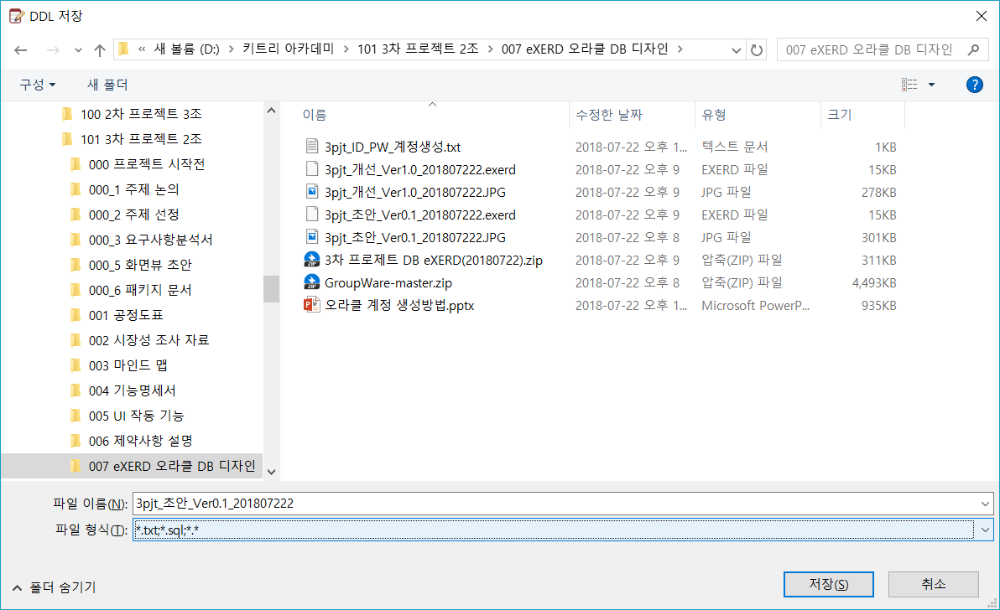 DDL 저장
« 새 볼륨 (D:) > 키트리 아카데미 > 101 3차 프로젝트 2조 > 007 eXERD 오라클 DB 디자인 >
007 eXERD 오라클 DB 디자인
구성
새 폴더
?
100 2차 프로젝트 3조
101 3차 프로젝트 2조
000 프로젝트 시작전
000_1 주제 논의
000_2 주제 선정
000_3 요구사항분석서
000_5 화면뷰 초안
000_6 패키지 문서
001 공정도표
002 시장성 조사 자료
003 마인드 맵
004 기능명세서
005 UI 작동 기능
006 제약사항 설명
007 eXERD 오라클 DB 디자인
이름 수정한 날짜 유형 크기
3pjt_ID_PW_계정생성.txt 2018-07-22 오후 1... 텍스트 문서 1KB
3pjt_개선_Ver1.0_201807222.exerd 2018-07-22 오후 9 EXERD 파일 15KB
3pjt_개선_Ver1.0_201807222.JPG 2018-07-22 오후 9 JPG 파일 278KB
3pjt_초안_Ver0.1_201807222.exerd 2018-07-22 오후 9 EXERD 파일 15KB
3pjt_초안_Ver0.1_201807222.JPG 2018-07-22 오후 8 JPG 파일 301KB
3차 프로제트 DB eXERD(20180722).zip 2018-07-22 오후 9 압축(ZIP) 파일 311KB
GroupWare-master.zip 2018-07-22 오후 8 압축(ZIP) 파일 4,493KB
오라클 계정 생성방법.pptx 2018-07-22 오후 1... Microsoft PowerP... 935KB
파일 이름(N): 3pjt_초안_Ver0.1_201807222
파일 형식(T): *.txt;*.sql;*.*
폴더 숨기기
저장(S)
취소